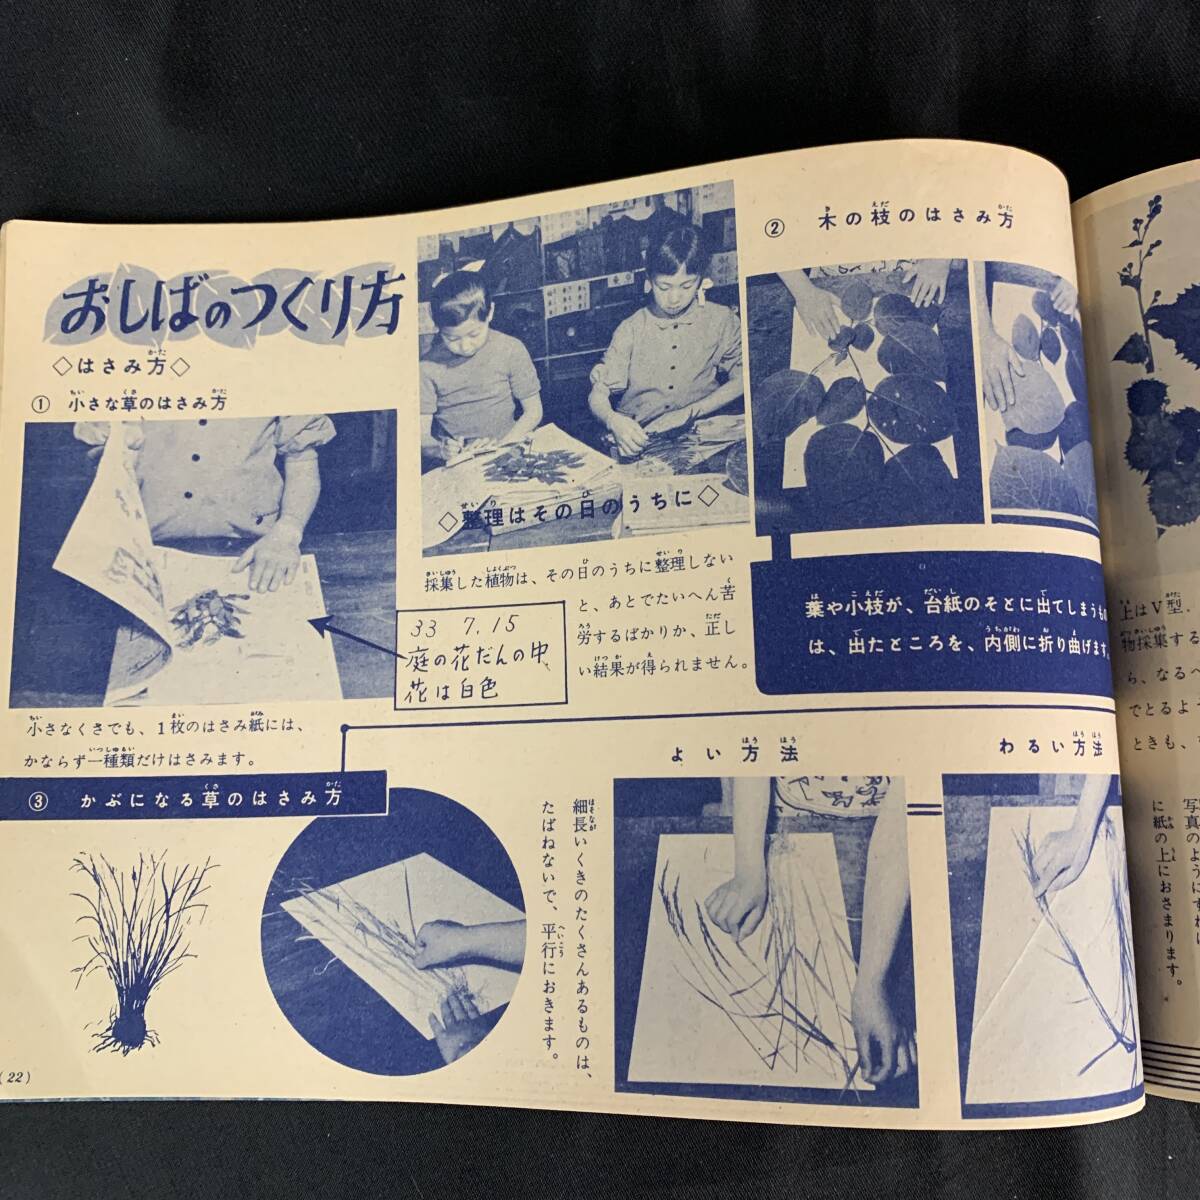 おしばのつくり方
◇はさみ方◇
① 小さな草のはさみ方
小さなくさでも、1枚のはさみ紙には、
かならず一種類だけはさみます。
33 7.15
庭の花だんの中、
花は白色
◇整理はその日のうちに◇
採集した植物は、その日のうちに整理しない
と、あとでたいへん苦
労するばかりか、正し
い結果が得られません。
② 木の枝のはさみ方
葉や小枝が、台紙のそとに出てしまうもの
は、出たところを、内側に折り曲げます。
③ かぶになる草のはさみ方
細長いくきのたくさんあるものは、
たばねないで、平行におきます。
よい方法
わるい方法
(22)
上はV型.
物採集する
ら、なるべ
でとるよう
ときも、
写真のようにすれば
に紙の上におさまります。